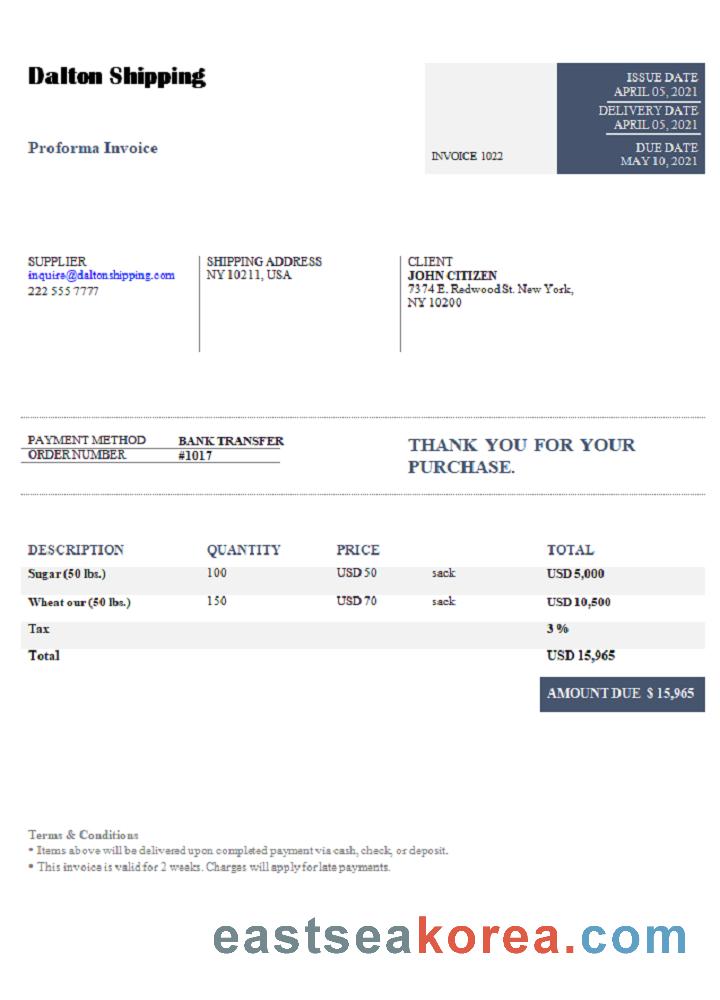 Dalton Shipping
Proforma Invoice
INVOICE 1022
ISSUE DATE
APRIL 05, 2021
DELIVERY DATE
APRIL 05, 2021
DUE DATE
MAY 10, 2021
SUPPLIER
inquire@daltonshipping.com
222 555 7777
SHIPPING ADDRESS
NY 10211, USA
CLIENT
JOHN CITIZEN
7374 E. Redwood St. New York,
NY 10200
PAYMENT METHOD BANK TRANSFER
ORDER NUMBER #1017
THANK YOU FOR YOUR
PURCHASE.
DESCRIPTION QUANTITY PRICE TOTAL
Sugar (50 lbs.) 100 USD 50 sack USD 5,000
Wheat our (50 lbs.) 150 USD 70 sack USD 10,500
Tax 3 %
Total USD 15,965
AMOUNT DUE $ 15,965
Terms & Conditions
* Items above will be delivered upon completed payment via cash, check, or deposit.
* This invoice is valid for 2 weeks. Charges will apply for late payments.
eastseakorea.com